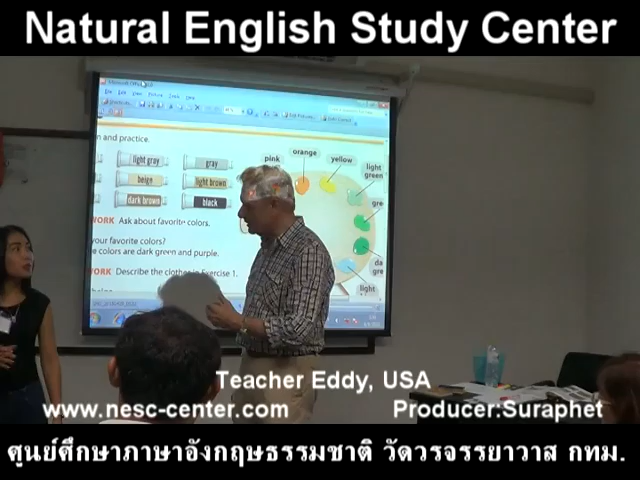 Natural English Study Center
n and practice.
light gray
gray
beige
light brown
dark brown
black
pink
orange
yellow
light green
WORK Ask about favorite colors.
your favorite colors?
e colors are dark green and purple.
WORK Describe the clothes in Exercise 1.
light
Teacher Eddy, USA
www.nesc-center.com
Producer:Suraphet
ศูนย์ศึกษาภาษาอังกฤษธรรมชาติ วัดวรจรรยาวาส กทม.